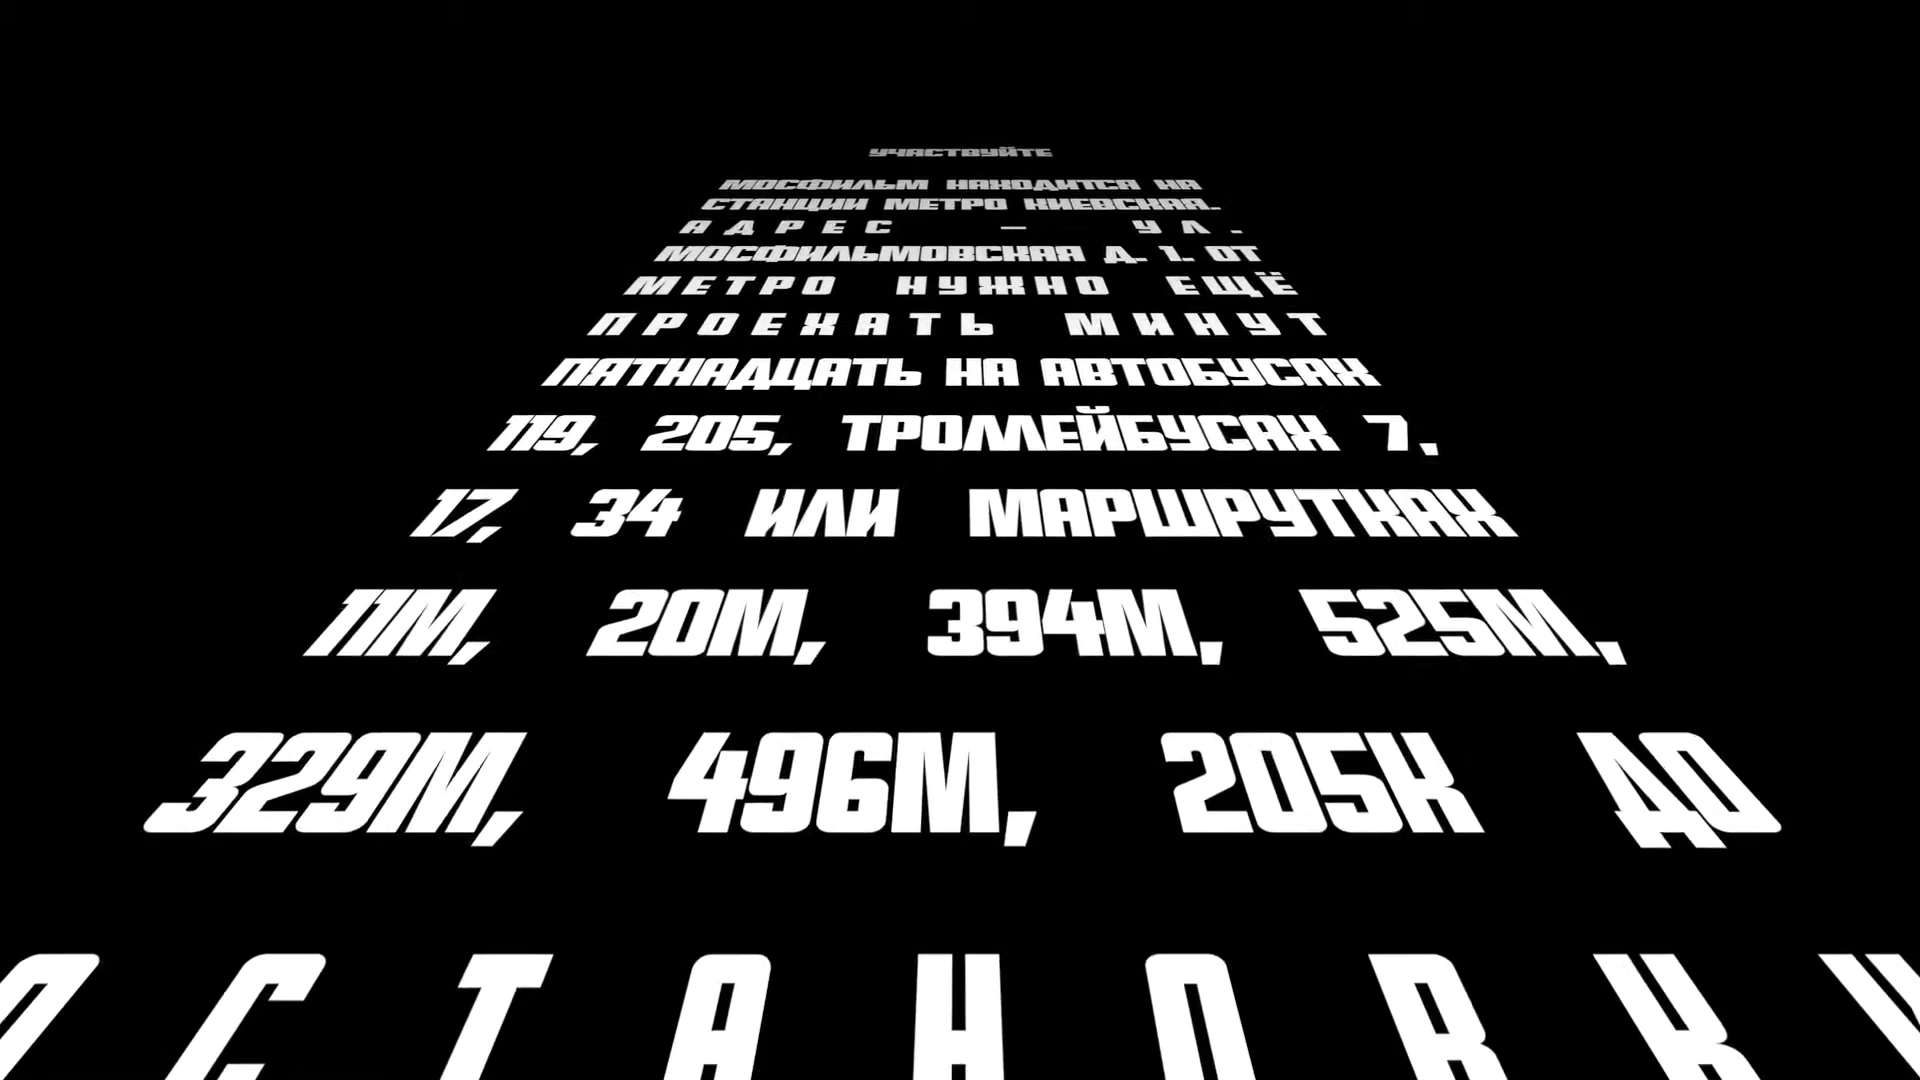 УЧАСТВУЙТЕ
МОСФИЛЬМ НАХОДИТСЯ НА
СТАНЦИИ МЕТРО КИЕВСКАЯ.
АДРЕС – УЛ.
МОСФИЛЬМОВСКАЯ Д. 1. ОТ
МЕТРО НУЖНО ЕЩЁ
ПРОЕХАТЬ МИНУТ
ПЯТНАДЦАТЬ НА АВТОБУСАХ
119, 205, ТРОЛЛЕЙБУСАХ 7,
17, 34 ИЛИ МАРШРУТКАХ
11М, 20М, 394М, 525М,
329М, 496М, 205К ДО
ОСТАНОВКИ